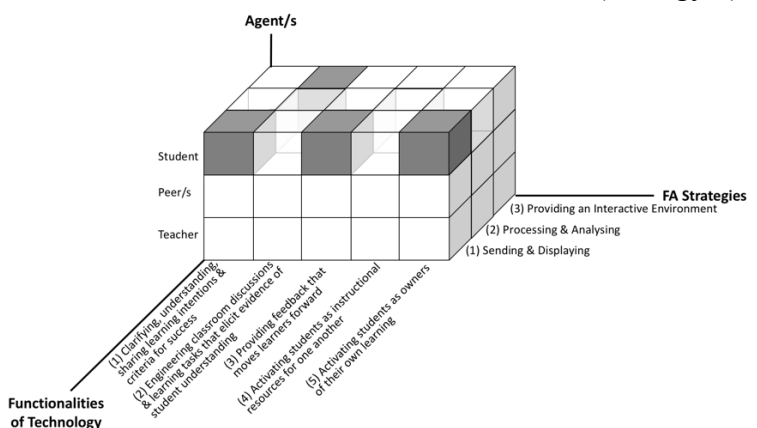 Agent/s
Student
Peer/s
Teacher
FA Strategies
(3) Providing an Interactive Environment
(2) Processing & Analysing
(1) Sending & Displaying
(1) Clarifying, understanding,
sharing learning intentions &
criteria for success
(2) Engineering classroom discussions
& learning tasks that elicit evidence of
student understanding
(3) Providing feedback that
moves learners forward
(4) Activating students as instructional
resources for one another
(5) Activating students as owners
of their own learning
Functionalities
of Technology